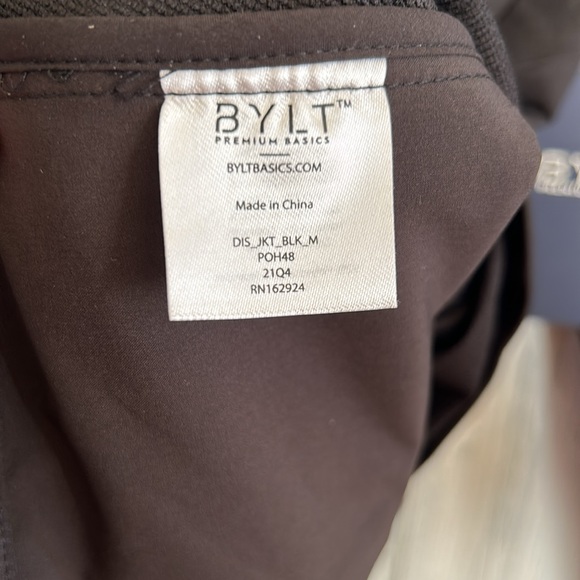 BYLT™
PREMIUM BASICS
BYLTBASICS.COM
Made in China
DIS_JKT_BLK_M
POH48
21Q4
RN162924